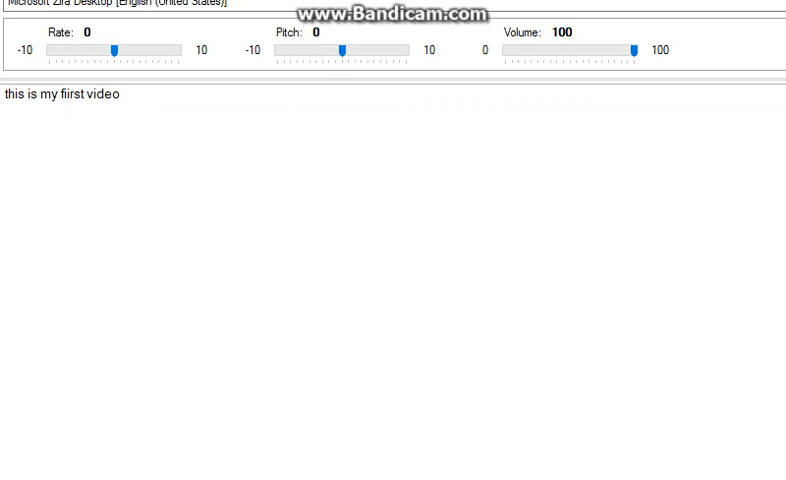 Microsoft Zira Desktop [English (United States)]
www.Bandicam.com
Rate: 0 Pitch: 0 Volume: 100
-10 10 -10 10 0 100
this is my fiirst video